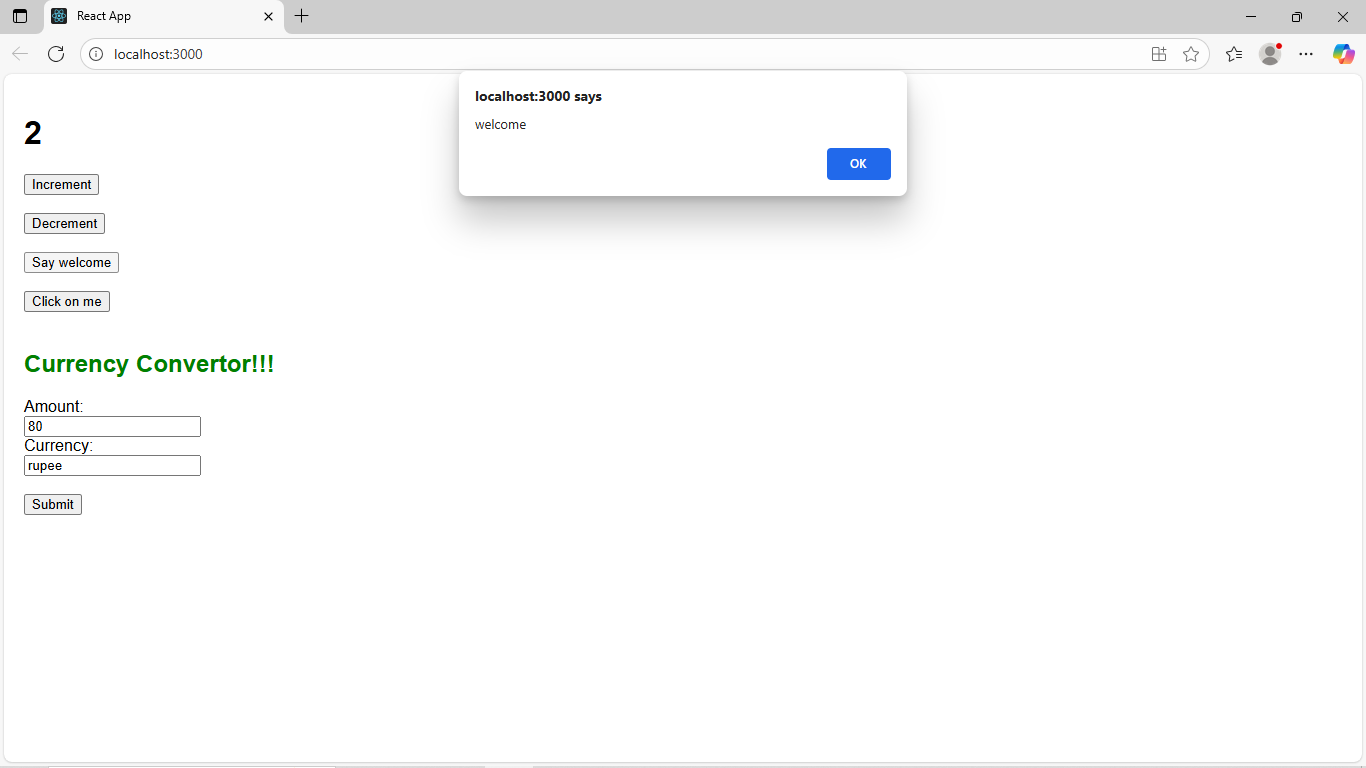 React App
localhost:3000
localhost:3000 says
welcome
OK
2
Increment
Decrement
Say welcome
Click on me
Currency Convertor!!!
Amount:
80
Currency:
rupee
Submit